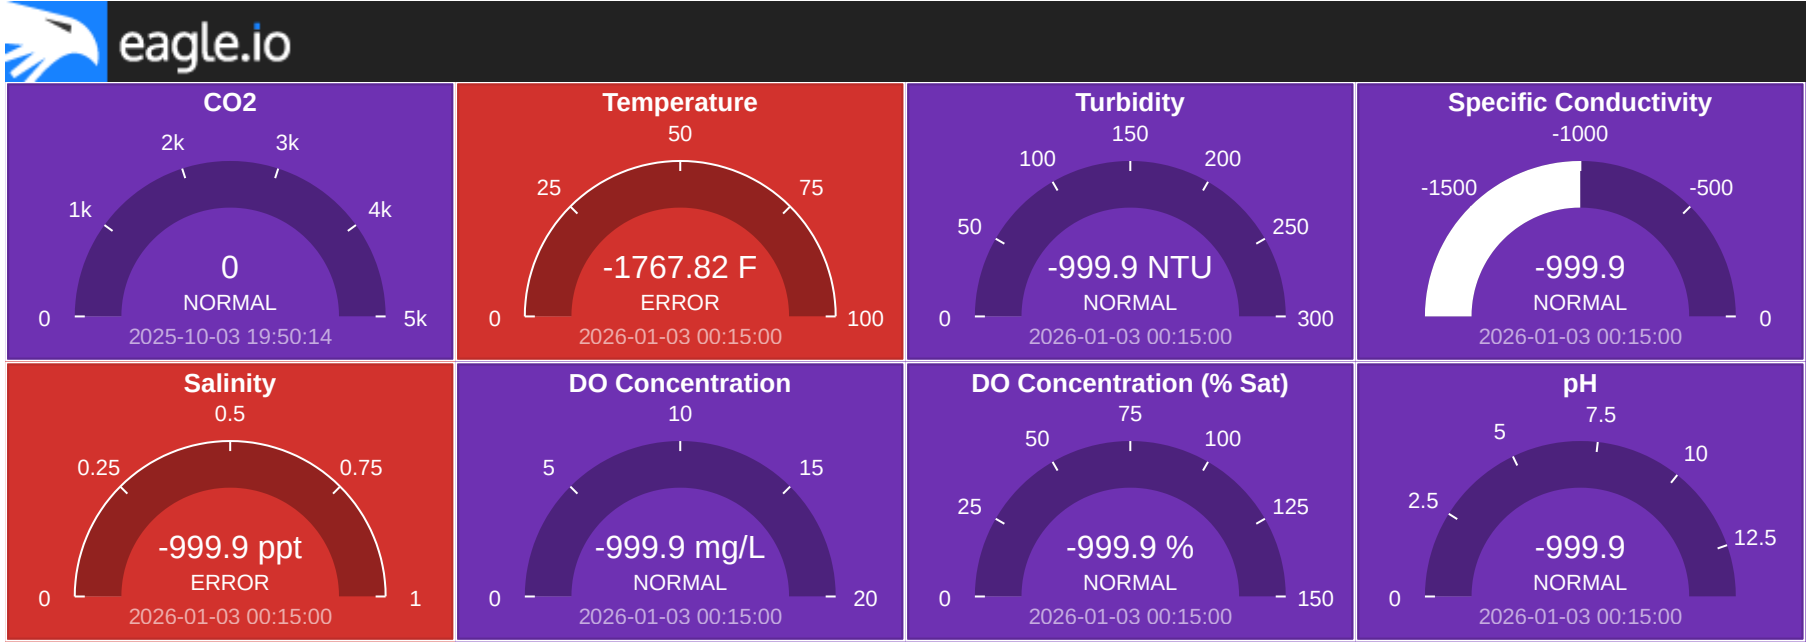 eagle.io
CO2
0
1k
2k
3k
4k
5k
0
NORMAL
2025-10-03 19:50:14
Temperature
0
25
50
75
100
-1767.82 F
ERROR
2026-01-03 00:15:00
Turbidity
0
50
100
150
200
250
300
-999.9 NTU
NORMAL
2026-01-03 00:15:00
Specific Conductivity
-1500
-1000
-500
0
-999.9
NORMAL
2026-01-03 00:15:00
Salinity
0
0.25
0.5
0.75
1
-999.9 ppt
ERROR
2026-01-03 00:15:00
DO Concentration
0
5
10
15
20
-999.9 mg/L
NORMAL
2026-01-03 00:15:00
DO Concentration (% Sat)
0
25
50
75
100
125
150
-999.9 %
NORMAL
2026-01-03 00:15:00
pH
0
2.5
5
7.5
10
12.5
-999.9
NORMAL
2026-01-03 00:15:00